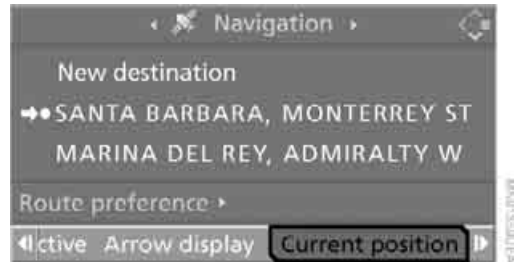 Navigation
New destination
SANTA BARBARA, MONTERREY ST
MARINA DEL REY, ADMIRALTY W
Route preference
ctive Arrow display Current position